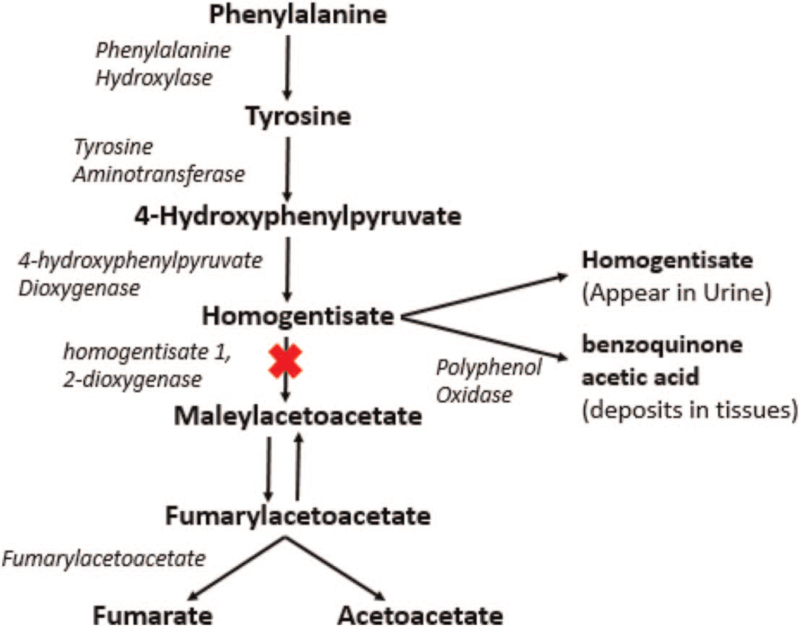 Phenylalanine
Phenylalanine
Hydroxylase
Tyrosine
Tyrosine
Aminotransferase
4-Hydroxyphenylpyruvate
4-hydroxyphenylpyruvate
Dioxygenase
Homogentisate
Homogentisate
(Appear in Urine)
homogentisate 1,
2-dioxygenase
Polyphenol
Oxidase
benzoquinone
acetic acid
(deposits in tissues)
Maleylacetoacetate
Fumarylacetoacetate
Fumarylacetoacetate
Fumarate
Acetoacetate